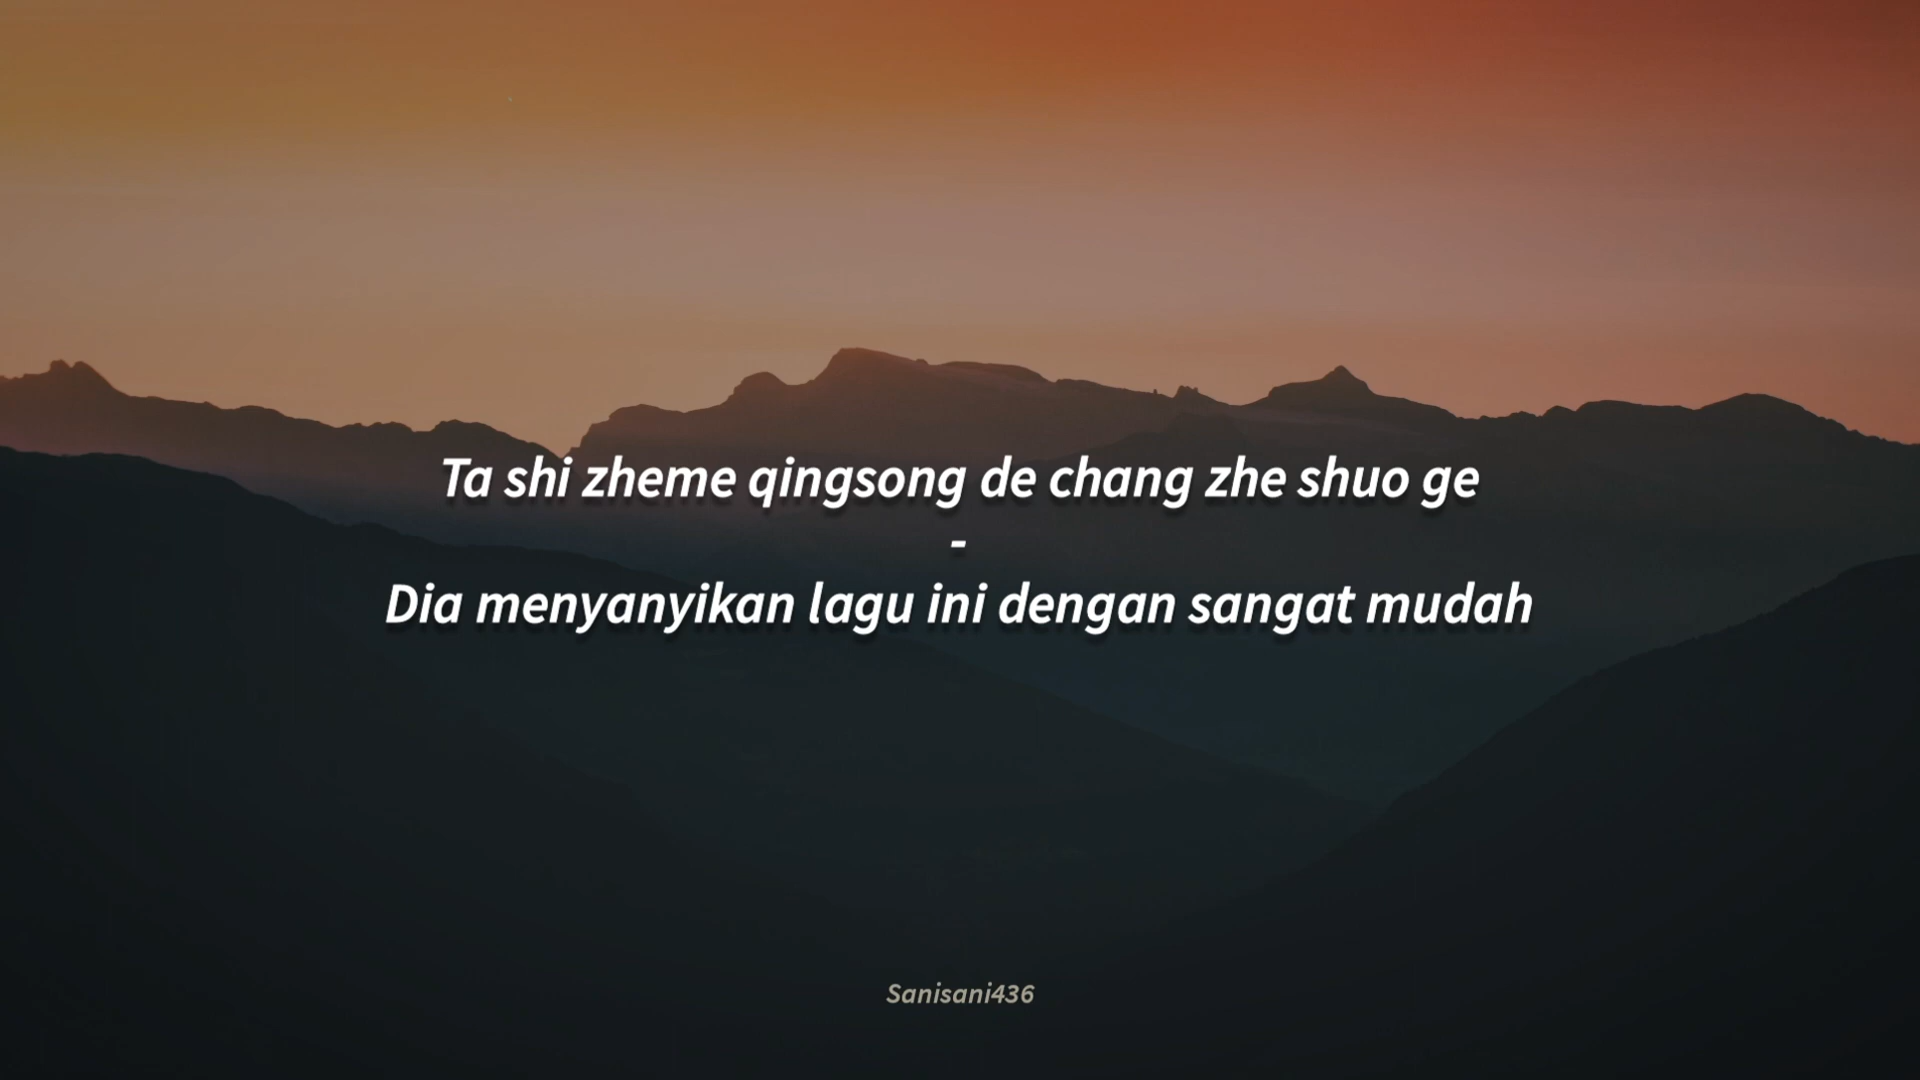 Ta shi zheme qingsong de chang zhe shuo ge
-
Dia menyanyikan lagu ini dengan sangat mudah
Sanisani436